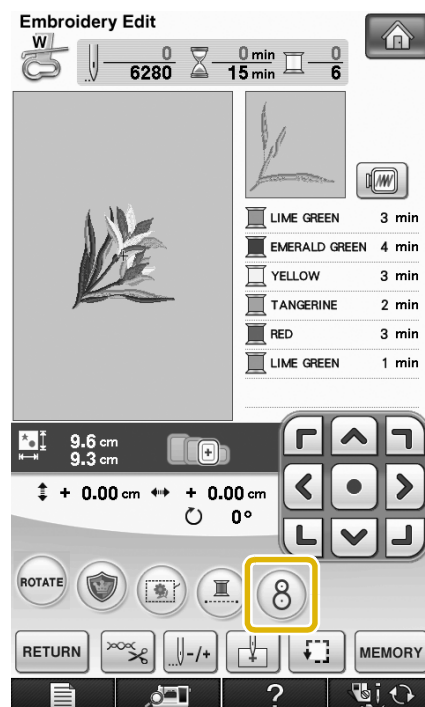 Embroidery Edit
W
0 0 min 0
6280 15 min 6
LIME GREEN 3 min
EMERALD GREEN 4 min
YELLOW 3 min
TANGERINE 2 min
RED 3 min
LIME GREEN 1 min
9.6 cm
9.3 cm
+ 0.00 cm + 0.00 cm
0°
ROTATE
8
RETURN -/+ MEMORY
?